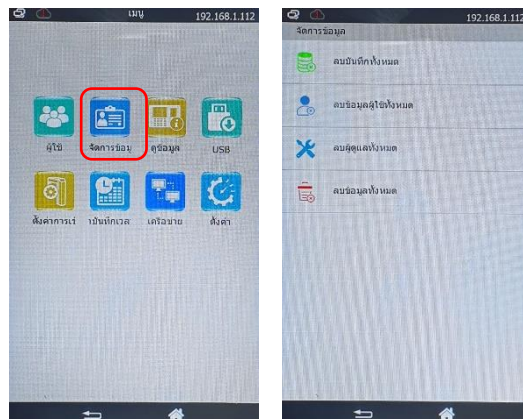 เมนู
192.168.1.112
ผู้ใช้
จัดการข้อมู
ดูข้อมูล
USB
ตั้งค่าการเข้
าบันทึกเวล
เครือข่าย
ตั้งค่า
192.168.1.112
จัดการข้อมูล
ลบบันทึกทั้งหมด
ลบข้อมูลผู้ใช้ทั้งหมด
ลบผู้ดูแลทั้งหมด
ลบข้อมูลทั้งหมด